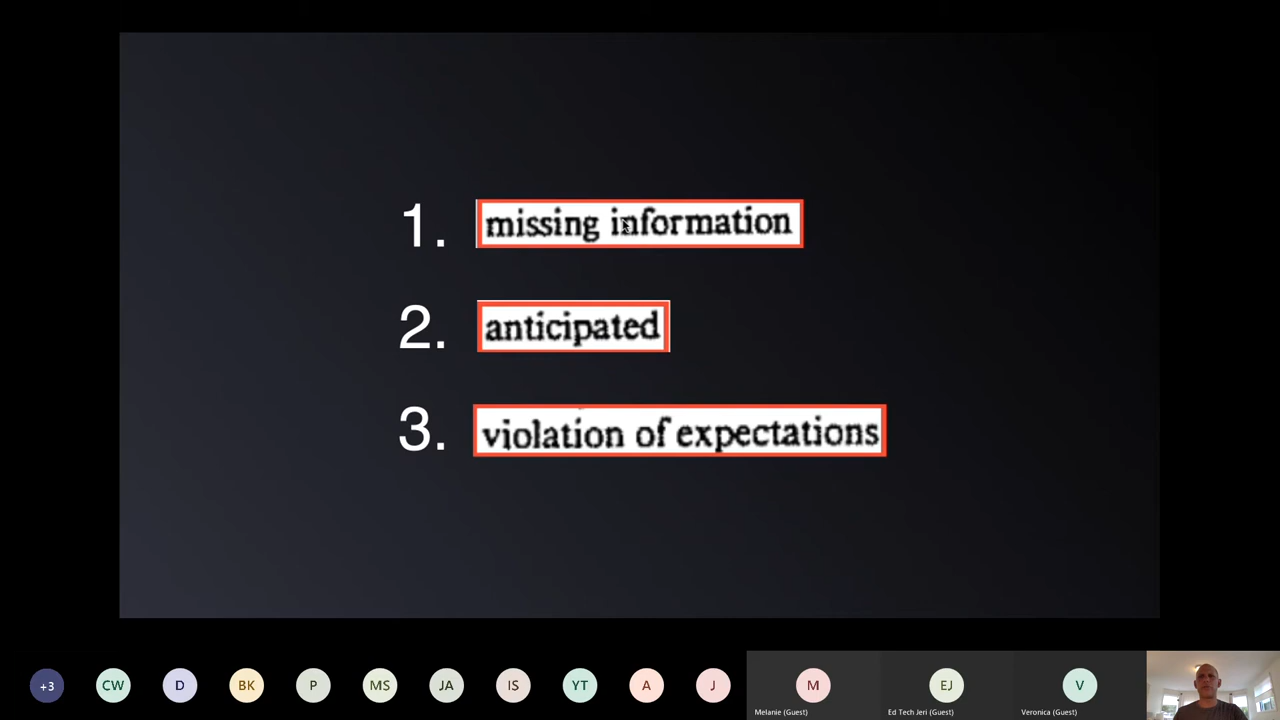 1. missing information
2. anticipated
3. violation of expectations
+3 CW D BK P MS JA IS YT A J M EJ V
Melanie (Guest) Ed Tech Jeri (Guest) Veronica (Guest)